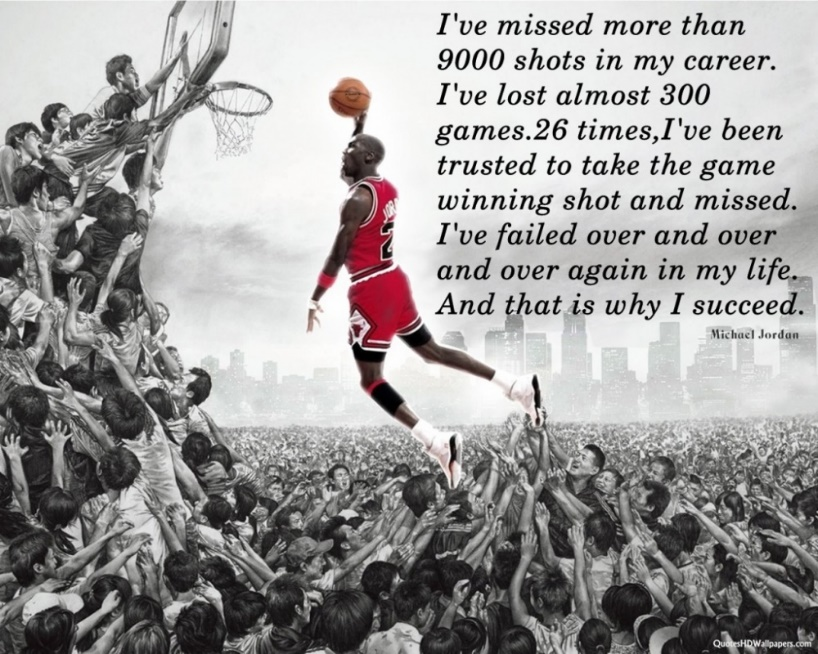 I've missed more than
9000 shots in my career.
I've lost almost 300
games.26 times,I've been
trusted to take the game
winning shot and missed.
I've failed over and over
and over again in my life.
And that is why I succeed.
Michael Jordan
QuotesHDWallpapers.com